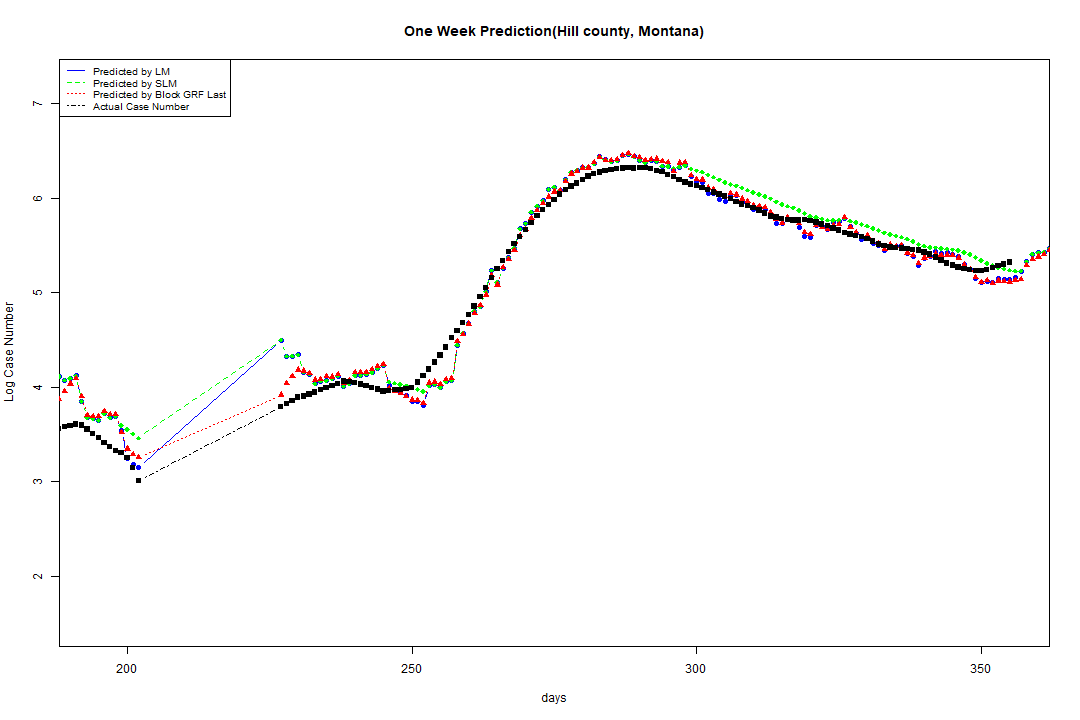 One Week Prediction(Hill county, Montana)
Predicted by LM
Predicted by SLM
Predicted by Block GRF Last
Actual Case Number
7
6
5
4
3
2
Log Case Number
200 250 300 350
days